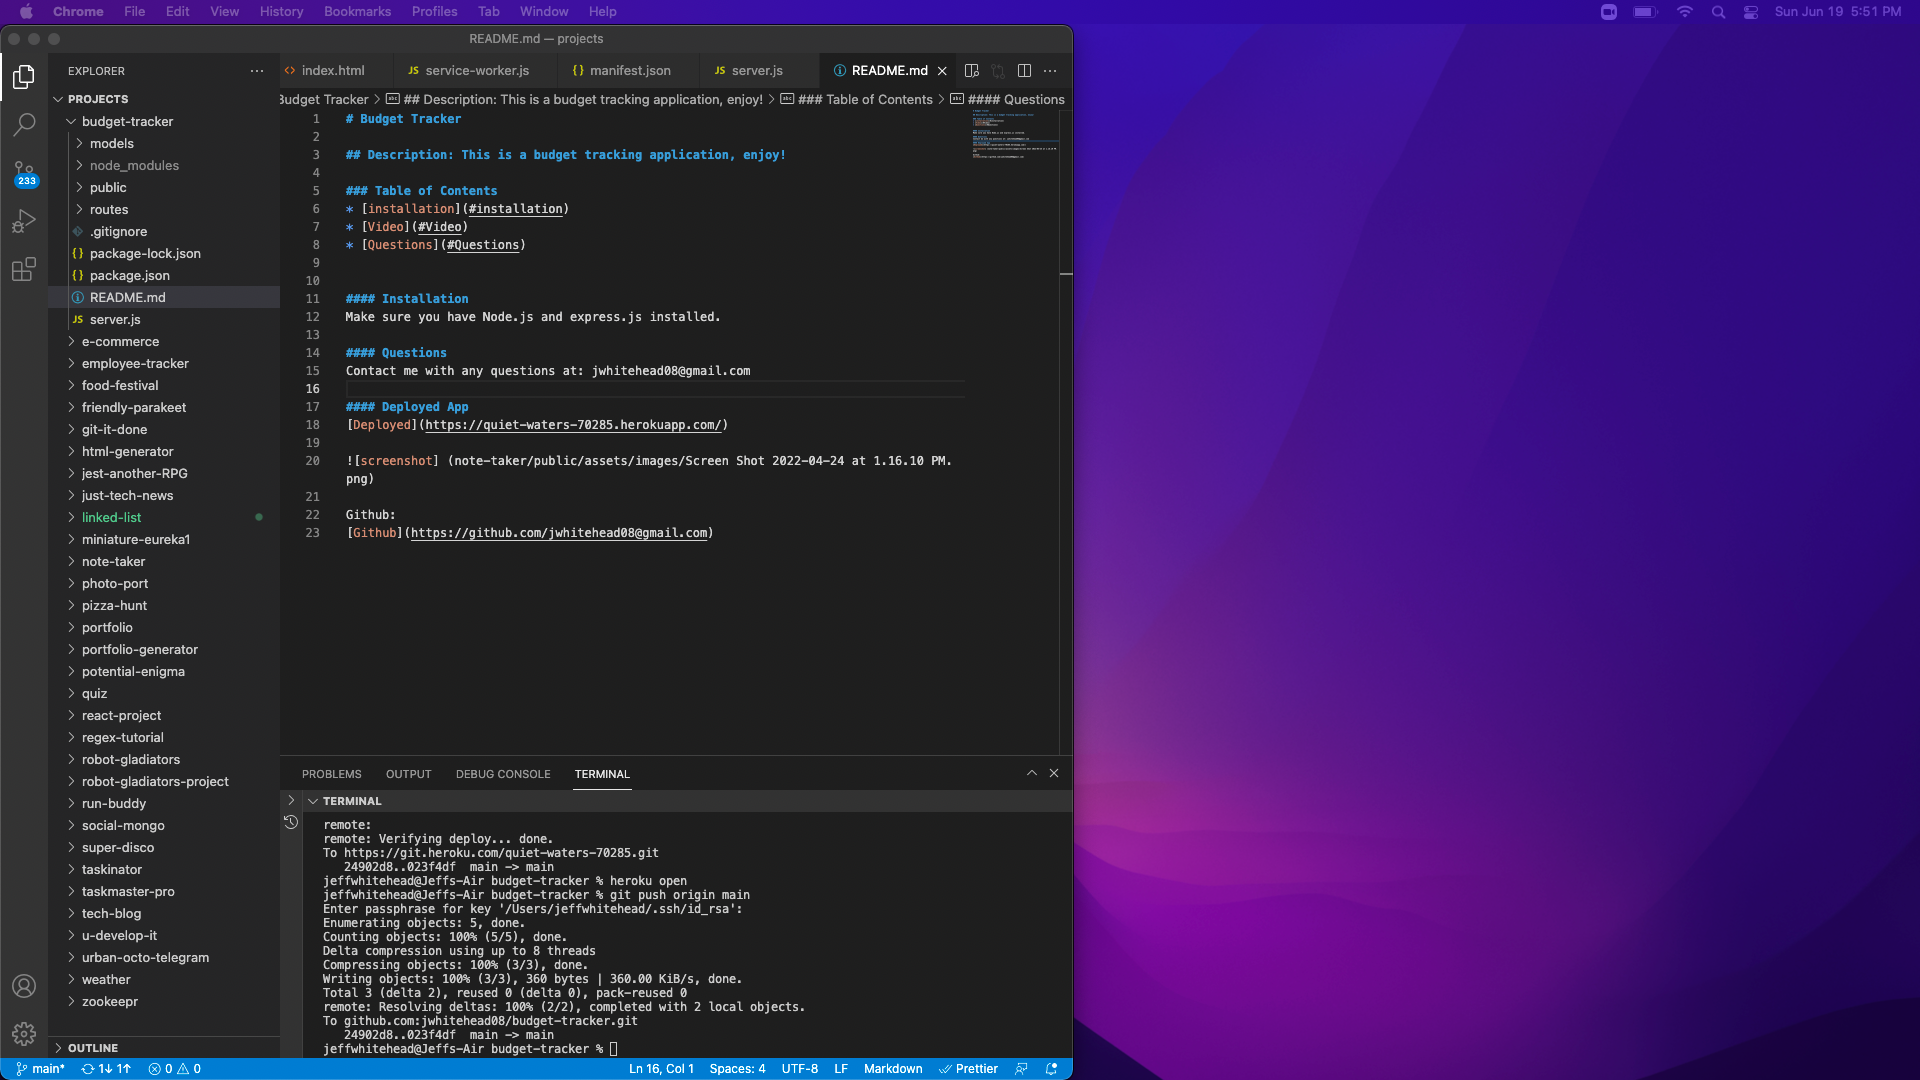 Chrome File Edit View History Bookmarks Profiles Tab Window Help Sun Jun 19 5:51 PM
README.md — projects
EXPLORER
index.html
JS service-worker.js
{} manifest.json
JS server.js
README.md
PROJECTS
Budget Tracker > ## Description: This is a budget tracking application, enjoy! > ### Table of Contents > #### Questions
budget-tracker
models
node_modules
public
routes
.gitignore
{} package-lock.json
{} package.json
README.md
JS server.js
e-commerce
employee-tracker
food-festival
friendly-parakeet
git-it-done
html-generator
jest-another-RPG
just-tech-news
linked-list
miniature-eureka1
note-taker
photo-port
pizza-hunt
portfolio
portfolio-generator
potential-enigma
quiz
react-project
regex-tutorial
robot-gladiators
robot-gladiators-project
run-buddy
social-mongo
super-disco
taskinator
taskmaster-pro
tech-blog
u-develop-it
urban-octo-telegram
weather
zookeepr
OUTLINE
233
1 # Budget Tracker
2
3 ## Description: This is a budget tracking application, enjoy!
4
5 ### Table of Contents
6 * [installation](#installation)
7 * [Video](#Video)
8 * [Questions](#Questions)
9
10
11 #### Installation
12 Make sure you have Node.js and express.js installed.
13
14 #### Questions
15 Contact me with any questions at: jwhitehead08@gmail.com
16
17 #### Deployed App
18 [Deployed](https://quiet-waters-70285.herokuapp.com/)
19
20 ![screenshot] (note-taker/public/assets/images/Screen Shot 2022-04-24 at 1.16.10 PM.
png)
21
22 Github:
23 [Github](https://github.com/jwhitehead08@gmail.com)
PROBLEMS OUTPUT DEBUG CONSOLE TERMINAL
TERMINAL
remote:
remote: Verifying deploy... done.
To https://git.heroku.com/quiet-waters-70285.git
24902d8..023f4df main -> main
jeffwhitehead@Jeffs-Air budget-tracker % heroku open
jeffwhitehead@Jeffs-Air budget-tracker % git push origin main
Enter passphrase for key '/Users/jeffwhitehead/.ssh/id_rsa':
Enumerating objects: 5, done.
Counting objects: 100% (5/5), done.
Delta compression using up to 8 threads
Compressing objects: 100% (3/3), done.
Writing objects: 100% (3/3), 360 bytes | 360.00 KiB/s, done.
Total 3 (delta 2), reused 0 (delta 0), pack-reused 0
remote: Resolving deltas: 100% (2/2), completed with 2 local objects.
To github.com:jwhitehead08/budget-tracker.git
24902d8..023f4df main -> main
jeffwhitehead@Jeffs-Air budget-tracker %
main* 1↓ 1↑ 0 0 Ln 16, Col 1 Spaces: 4 UTF-8 LF Markdown Prettier